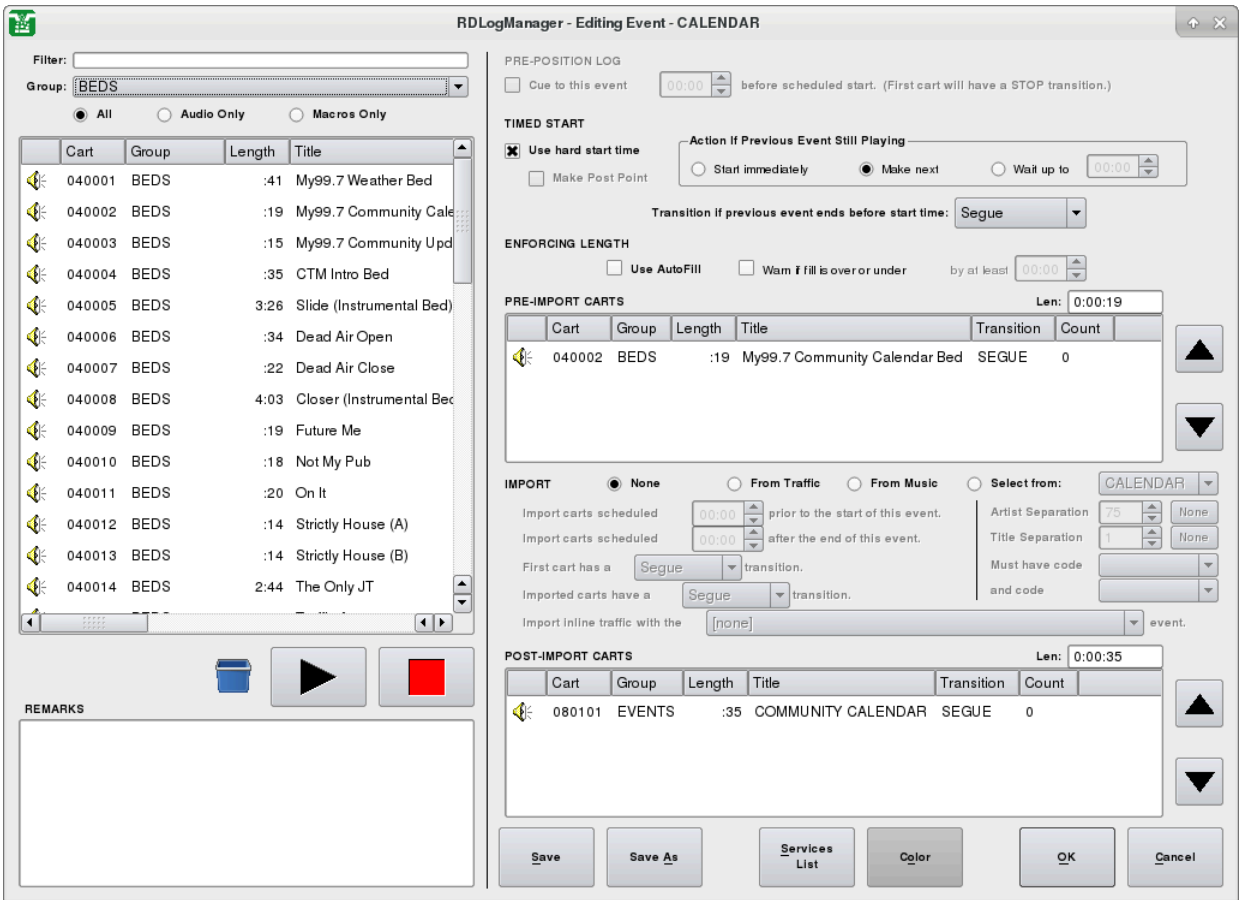 RDLogManager - Editing Event - CALENDAR
Filter:
Group: BEDS
All Audio Only Macros Only
Cart Group Length Title
040001 BEDS :41 My99.7 Weather Bed
040002 BEDS :19 My99.7 Community Cale
040003 BEDS :15 My99.7 Community Upd
040004 BEDS :35 CTM Intro Bed
040005 BEDS 3:26 Slide (Instrumental Bed)
040006 BEDS :34 Dead Air Open
040007 BEDS :22 Dead Air Close
040008 BEDS 4:03 Closer (Instrumental Bed
040009 BEDS :19 Future Me
040010 BEDS :18 Not My Pub
040011 BEDS :20 On It
040012 BEDS :14 Strictly House (A)
040013 BEDS :14 Strictly House (B)
040014 BEDS 2:44 The Only JT
REMARKS
PRE-POSITION LOG
Cue to this event 00:00 before scheduled start. (First cart will have a STOP transition.)
TIMED START
Use hard start time
Make Post Point
Action If Previous Event Still Playing
Start immediately Make next Wait up to 00:00
Transition if previous event ends before start time: Segue
ENFORCING LENGTH
Use AutoFill Warn if fill is over or under by at least 00:00
PRE-IMPORT CARTS Len: 0:00:19
Cart Group Length Title Transition Count
040002 BEDS :19 My99.7 Community Calendar Bed SEGUE 0
IMPORT None From Traffic From Music Select from: CALENDAR
Import carts scheduled 00:00 prior to the start of this event.
Import carts scheduled 00:00 after the end of this event.
First cart has a Segue transition.
Imported carts have a Segue transition.
Artist Separation 75 None
Title Separation 1 None
Must have code
and code
Import inline traffic with the [none] event.
POST-IMPORT CARTS Len: 0:00:35
Cart Group Length Title Transition Count
080101 EVENTS :35 COMMUNITY CALENDAR SEGUE 0
Save Save As Services List Color OK Cancel